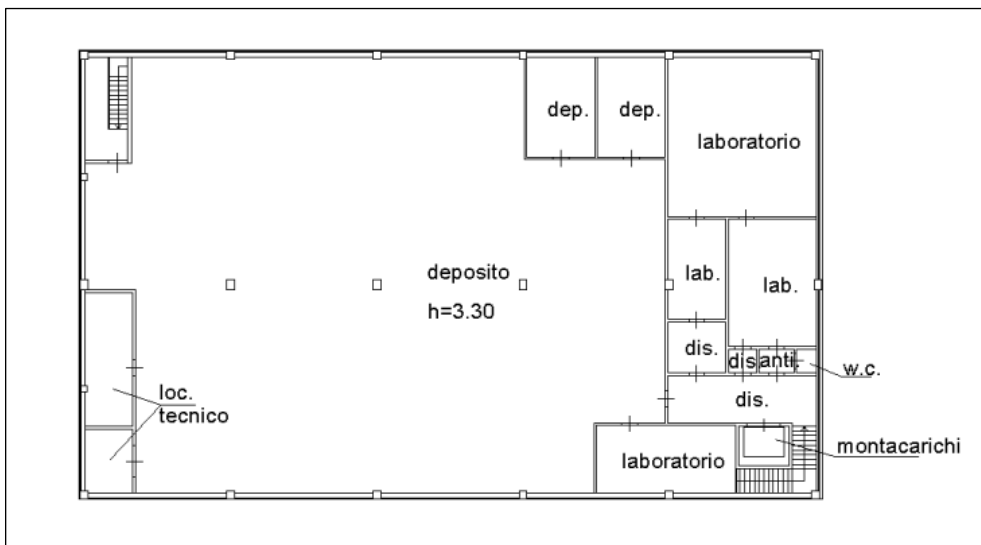 dep.
dep.
laboratorio
deposito
h=3.30
lab.
lab.
dis.
dis
anti.
w.c.
loc.
tecnico
dis.
montacarichi
laboratorio